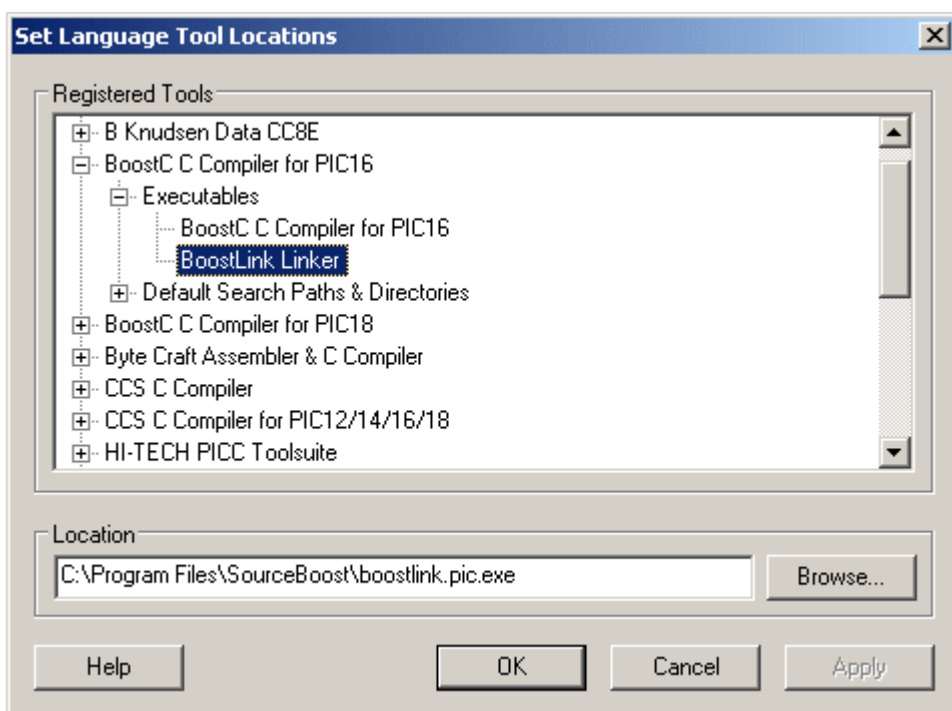 Set Language Tool Locations
Registered Tools
B Knudsen Data CC8E
BoostC C Compiler for PIC16
Executables
BoostC C Compiler for PIC16
BoostLink Linker
Default Search Paths & Directories
BoostC C Compiler for PIC18
Byte Craft Assembler & C Compiler
CCS C Compiler
CCS C Compiler for PIC12/14/16/18
HI-TECH PICC Toolsuite
Location
C:\Program Files\SourceBoost\boostlink.pic.exe
Browse...
Help
OK
Cancel
Apply